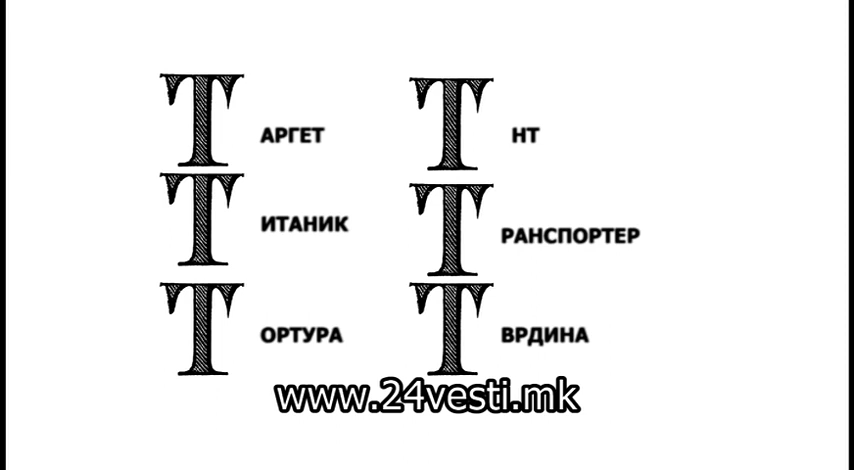 ТАРГЕТ
ТНТ
ТИТАНИК
ТРАНСПОРТЕР
ТОРТУРА
ТВРДИНА
www.24vesti.mk